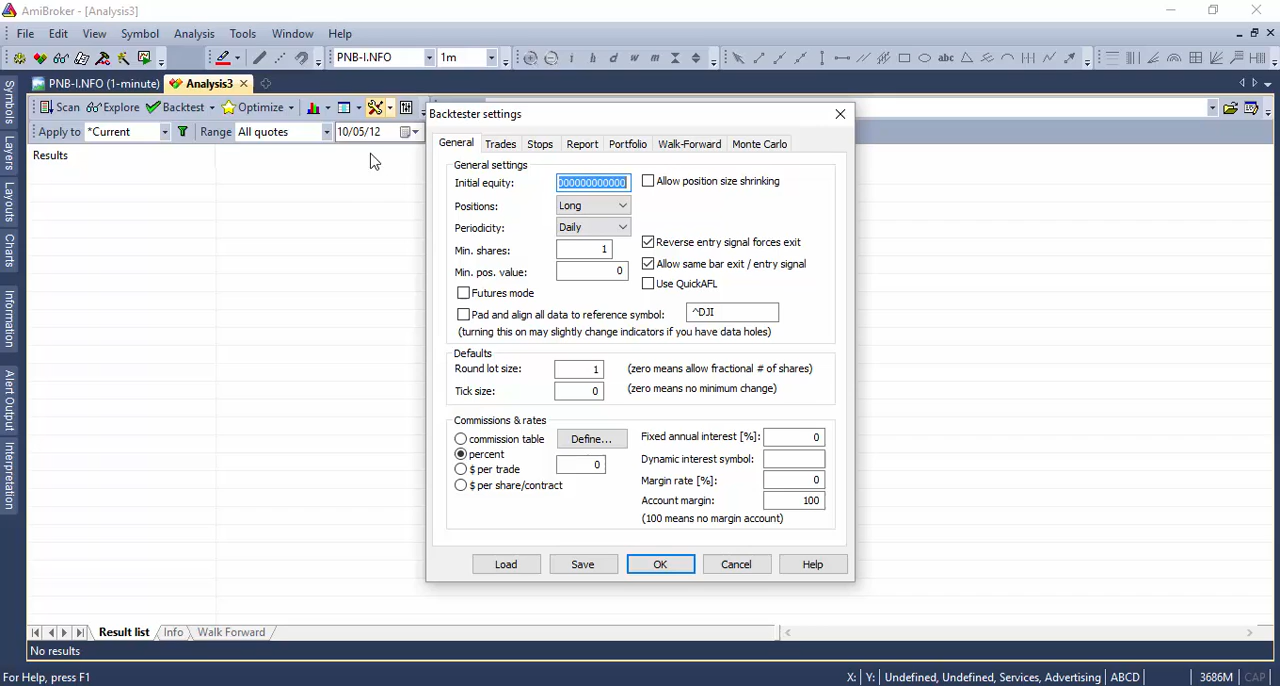 AmiBroker - [Analysis3]
File Edit View Symbol Analysis Tools Window Help
PNB-I.NFO 1m
PNB-I.NFO (1-minute) Analysis3
Scan Explore Backtest Optimize
Apply to *Current Range All quotes 10/05/12
Results
Symbols
Layers
Layouts
Charts
Information
Alert Output
Interpretation
Backtester settings
General Trades Stops Report Portfolio Walk-Forward Monte Carlo
General settings
Initial equity: 000000000000 Allow position size shrinking
Positions: Long
Periodicity: Daily
Min. shares: 1 Reverse entry signal forces exit
Min. pos. value: 0 Allow same bar exit / entry signal
Use QuickAFL
Futures mode
Pad and align all data to reference symbol: ^DJI
(turning this on may slightly change indicators if you have data holes)
Defaults
Round lot size: 1 (zero means allow fractional # of shares)
Tick size: 0 (zero means no minimum change)
Commissions & rates
commission table Define... Fixed annual interest [%]: 0
percent 0 Dynamic interest symbol:
$ per trade Margin rate [%]: 0
$ per share/contract Account margin: 100
(100 means no margin account)
Load Save OK Cancel Help
Result list Info Walk Forward
No results
For Help, press F1 X: Y: Undefined, Undefined, Services, Advertising ABCD 3686M CAP